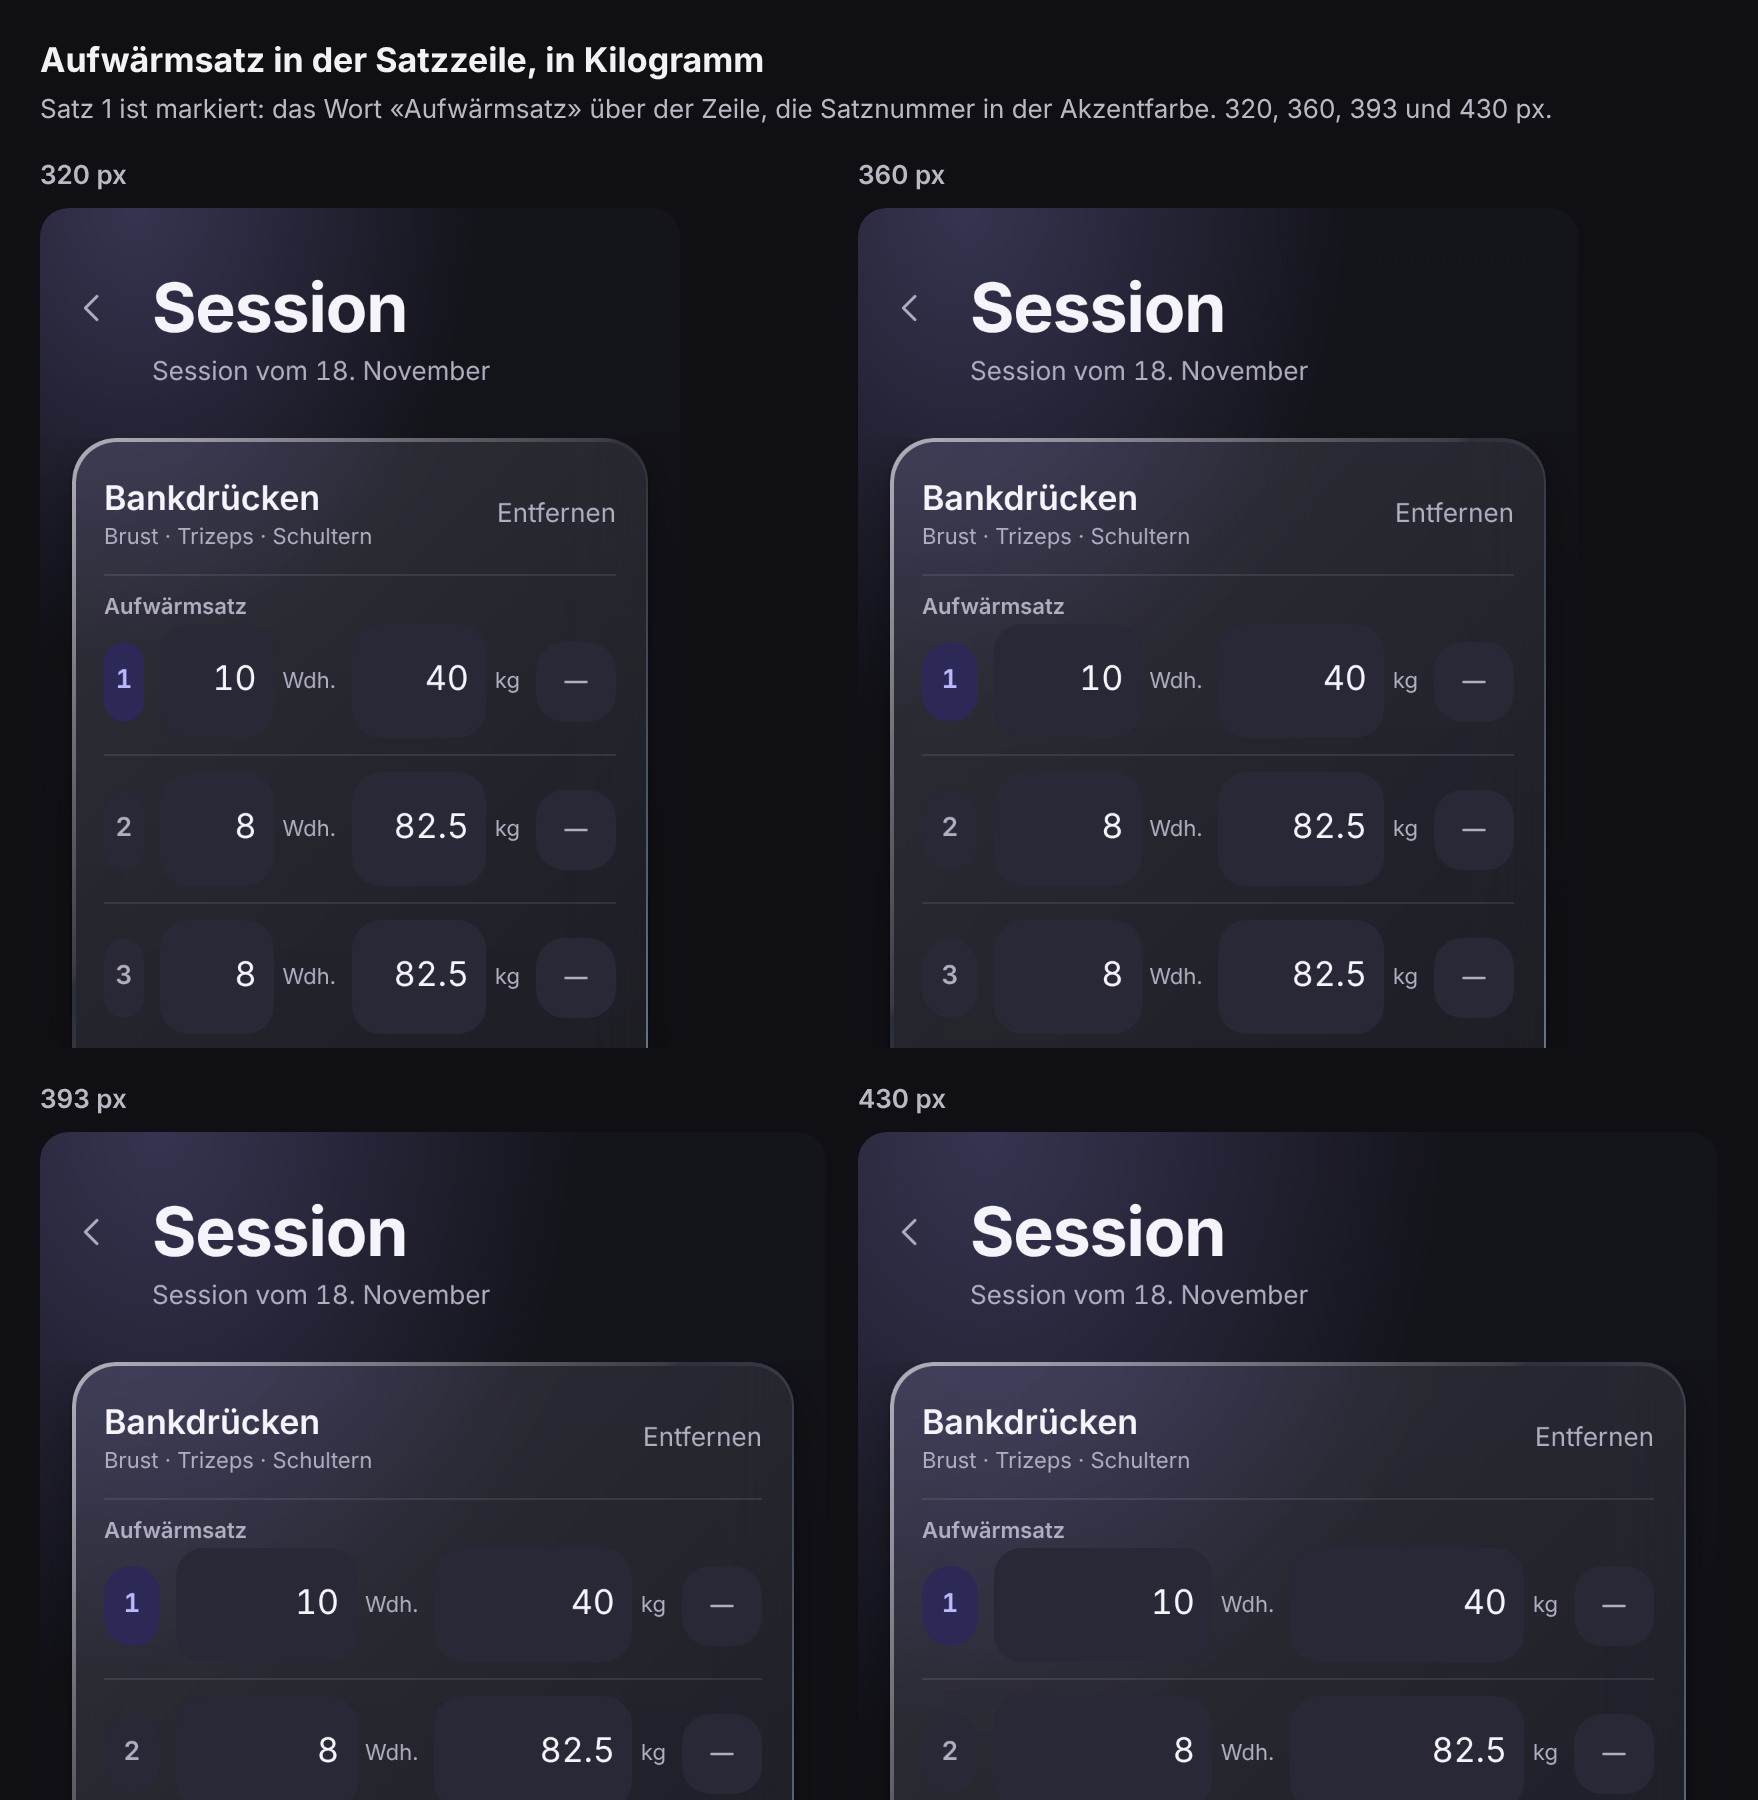 Aufwärmsatz in der Satzzeile, in Kilogramm
Satz 1 ist markiert: das Wort «Aufwärmsatz» über der Zeile, die Satznummer in der Akzentfarbe. 320, 360, 393 und 430 px.
320 px
Session
Session vom 18. November
Bankdrücken
Entfernen
Brust · Trizeps · Schultern
Aufwärmsatz
1 10 Wdh. 40 kg —
2 8 Wdh. 82.5 kg —
3 8 Wdh. 82.5 kg —
360 px
Session
Session vom 18. November
Bankdrücken
Entfernen
Brust · Trizeps · Schultern
Aufwärmsatz
1 10 Wdh. 40 kg —
2 8 Wdh. 82.5 kg —
3 8 Wdh. 82.5 kg —
393 px
Session
Session vom 18. November
Bankdrücken
Entfernen
Brust · Trizeps · Schultern
Aufwärmsatz
1 10 Wdh. 40 kg —
2 8 Wdh. 82.5 kg —
430 px
Session
Session vom 18. November
Bankdrücken
Entfernen
Brust · Trizeps · Schultern
Aufwärmsatz
1 10 Wdh. 40 kg —
2 8 Wdh. 82.5 kg —